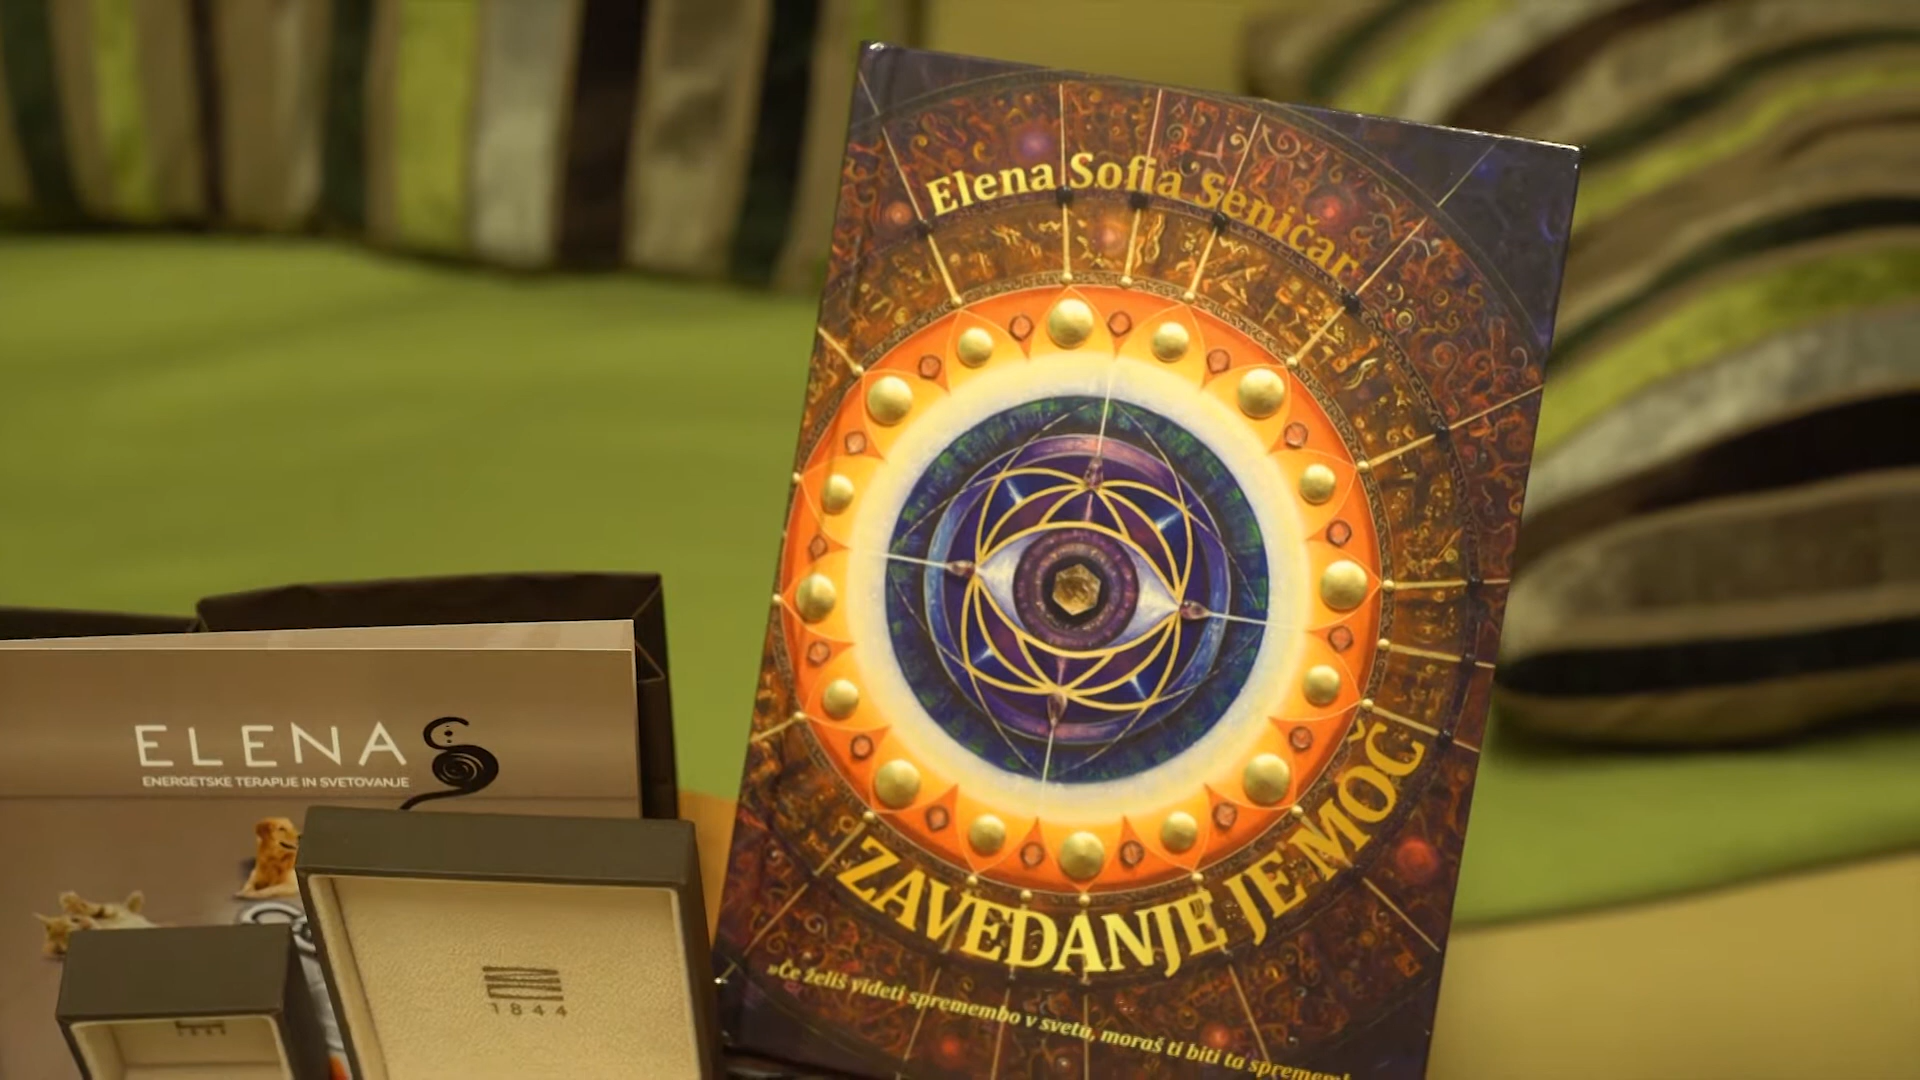 Elena Sofia Seničar
ZAVEDANJE JE MOČ
»Če želiš videti spremembo v svetu, moraš ti biti ta
ELENA
ENERGETSKE TERAPIJE IN SVETOVANJE
1844